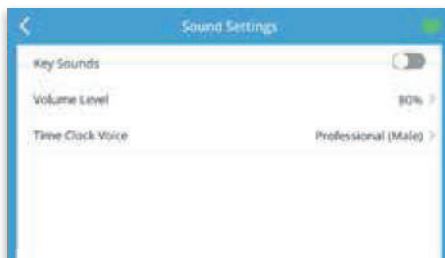 Sound Settings
Key Sounds
Volume Level 80%
Time Clock Voice Professional (Male)